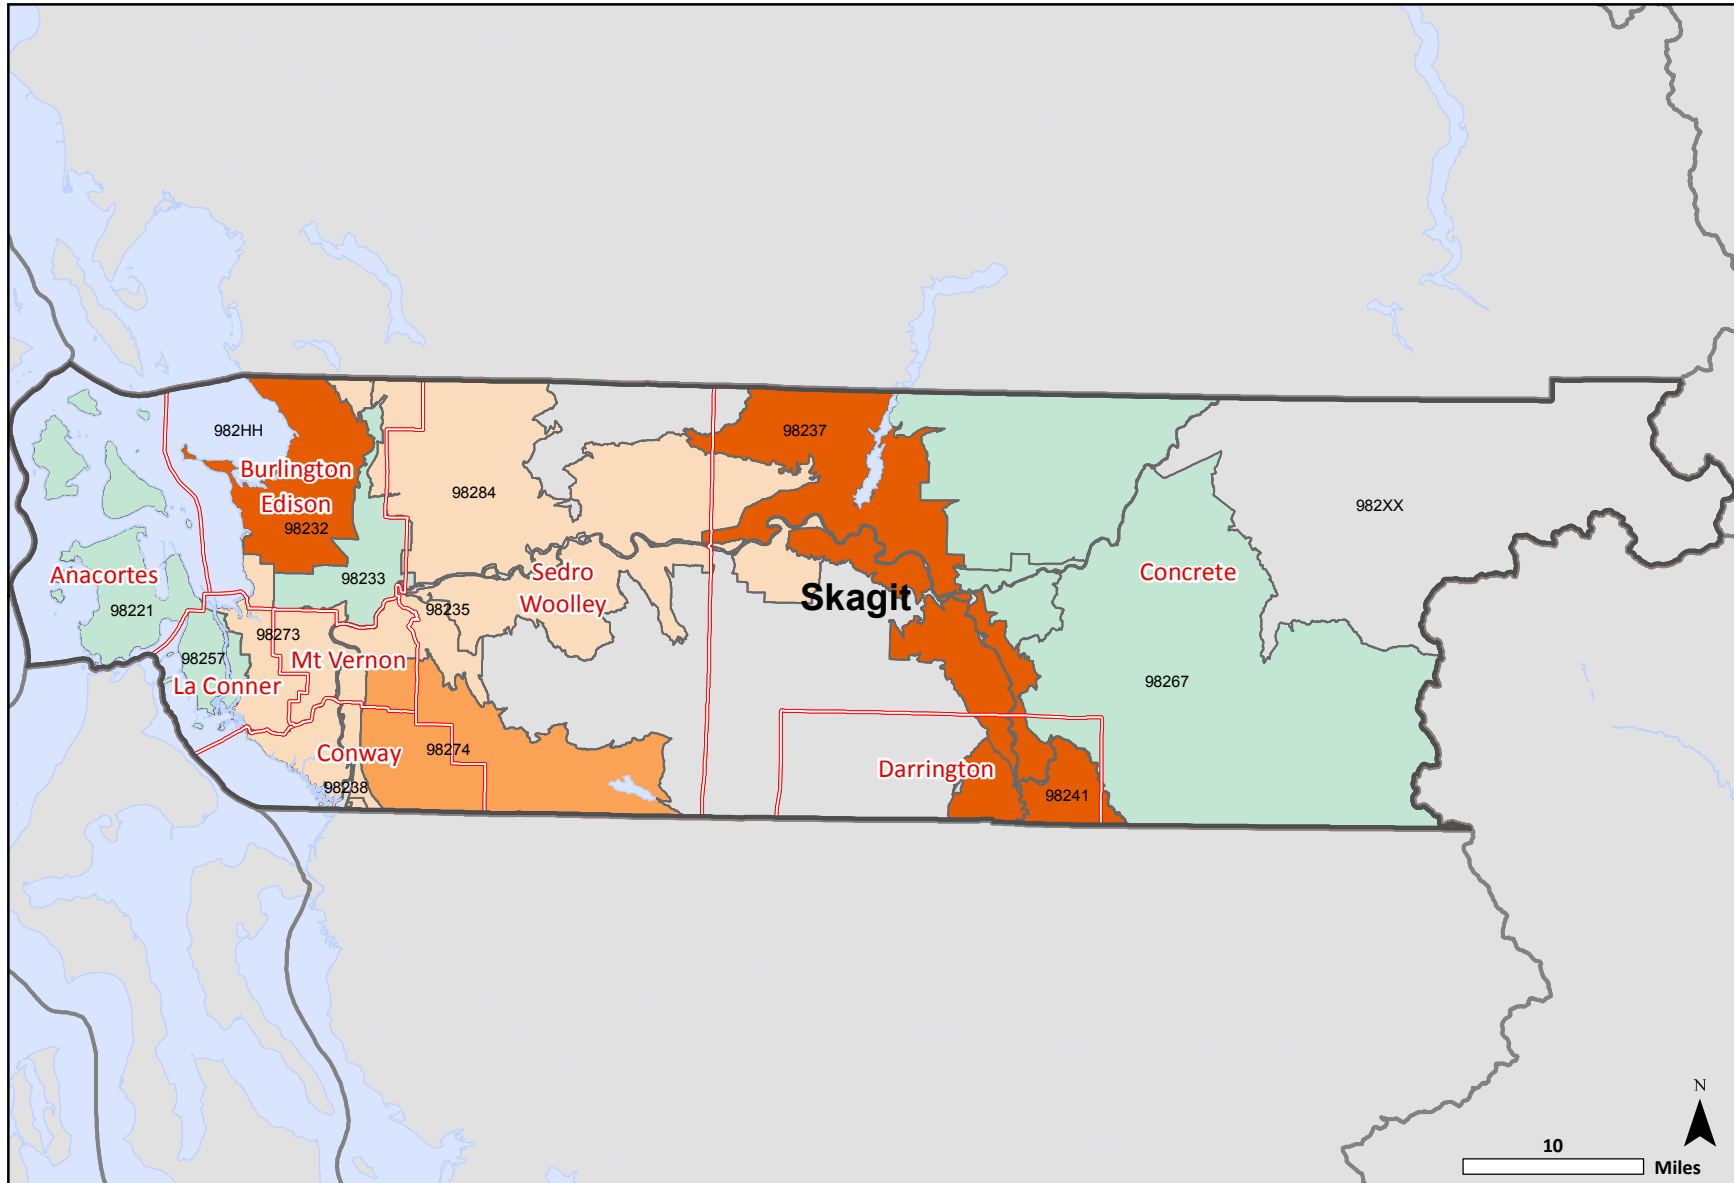 982HH
98237
Burlington
Edison
98232
98284
982XX
Anacortes
98221
98233
98235
Sedro
Woolley
Skagit
Concrete
98273
98257
Mt Vernon
La Conner
98267
Conway
98274
98238
Darrington
98241
N
10
Miles